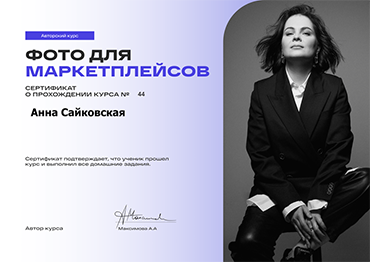 Авторский курс
ФОТО ДЛЯ
МАРКЕТПЛЕЙСОВ
СЕРТИФИКАТ
О ПРОХОЖДЕНИИ КУРСА № 44
Анна Сайковская
Сертификат подтверждает, что ученик прошел
курс и выполнил все домашние задания.
Автор курса
Максимова А.А